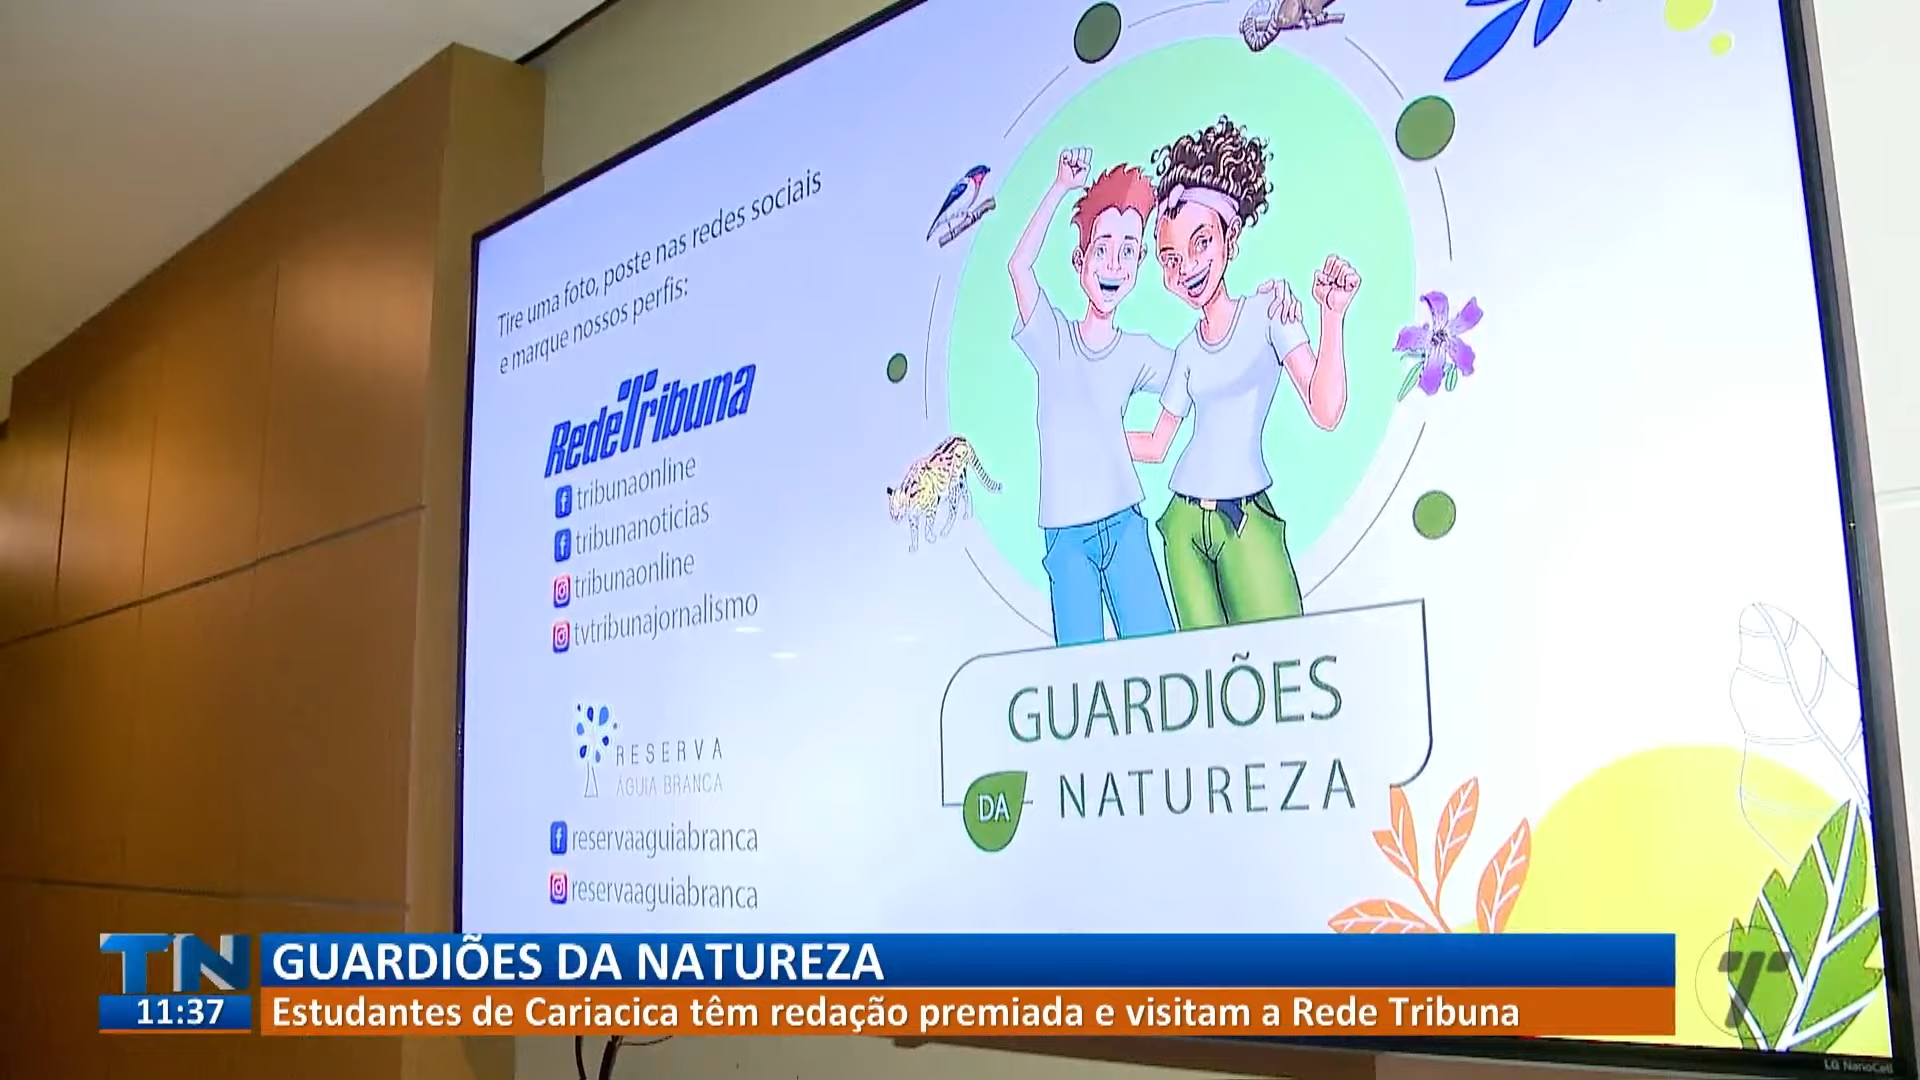 Tire uma foto, poste nas redes sociais
e marque nossos perfis:
RedeTribuna
tribunaonline
tribunanoticias
tribunaonline
tvtribunajornalismo
RESERVA
ÁGUIA BRANCA
reservaaguiabranca
reservaaguiabranca
GUARDIÕES
DA NATUREZA
TN
11:37
GUARDIÕES DA NATUREZA
Estudantes de Cariacica têm redação premiada e visitam a Rede Tribuna
LG NanoCell